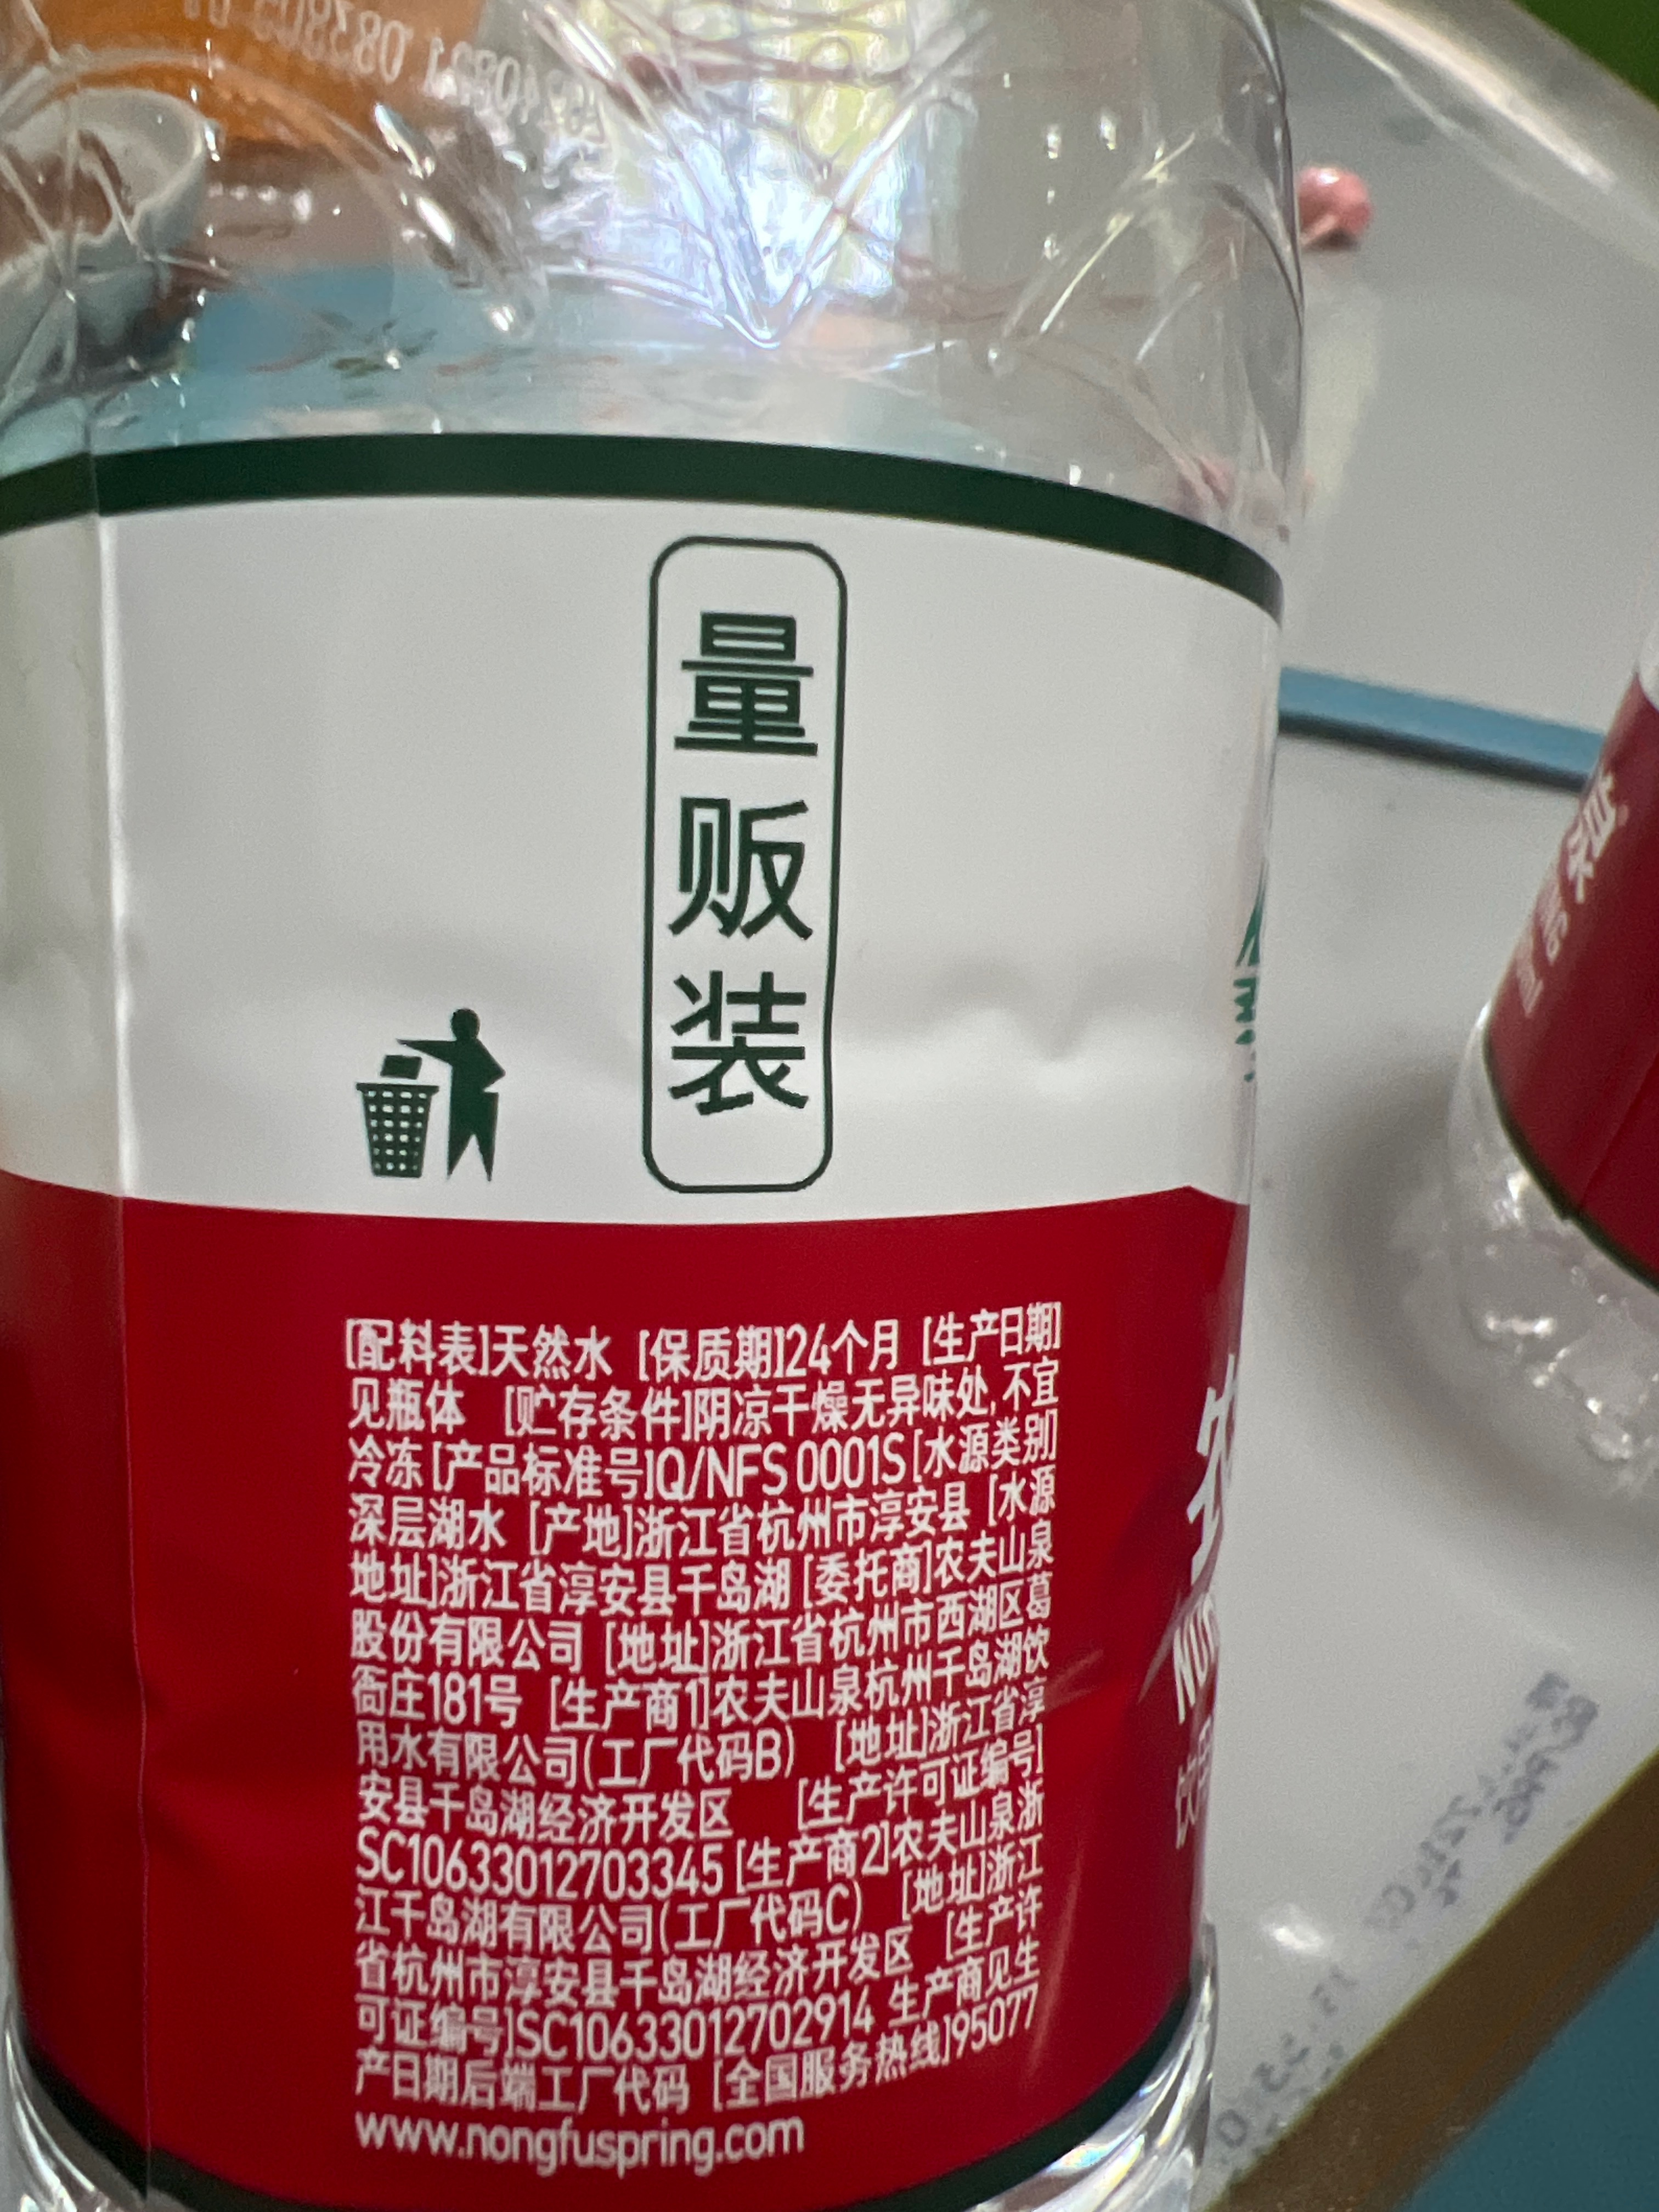 量
贩
装
[配料表]天然水 [保质期]24个月 [生产日期]
见瓶体 [贮存条件]阴凉干燥无异味处,不宜
冷冻[产品标准号]Q/NFS 0001S[水源类别]
深层湖水 [产地]浙江省杭州市淳安县 [水源
地址]浙江省淳安县千岛湖 [委托商]农夫山泉
股份有限公司 [地址]浙江省杭州市西湖区葛
衙庄181号 [生产商1]农夫山泉杭州千岛湖饮
用水有限公司(工厂代码B) [地址]浙江省淳
安县千岛湖经济开发区 [生产许可证编号]
SC10633012703345[生产商2]农夫山泉浙
江千岛湖有限公司(工厂代码C) [地址]浙江
省杭州市淳安县千岛湖经济开发区 [生产许
可证编号]SC10633012702914 生产商见生
产日期后端工厂代码 [全国服务热线]95077
www.nongfuspring.com